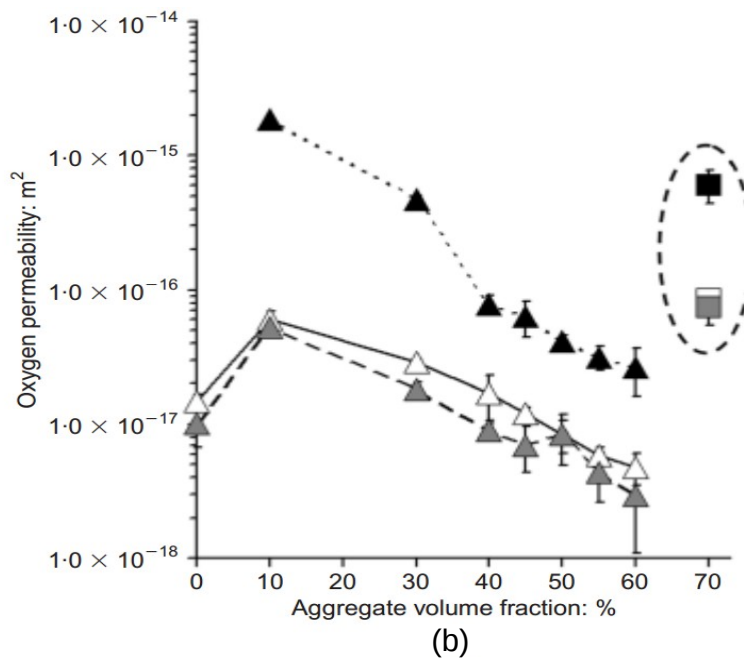 1·0 × 10⁻¹⁴
1·0 × 10⁻¹⁵
1·0 × 10⁻¹⁶
1·0 × 10⁻¹⁷
1·0 × 10⁻¹⁸
Oxygen permeability: m²
0 10 20 30 40 50 60 70
Aggregate volume fraction: %
(b)